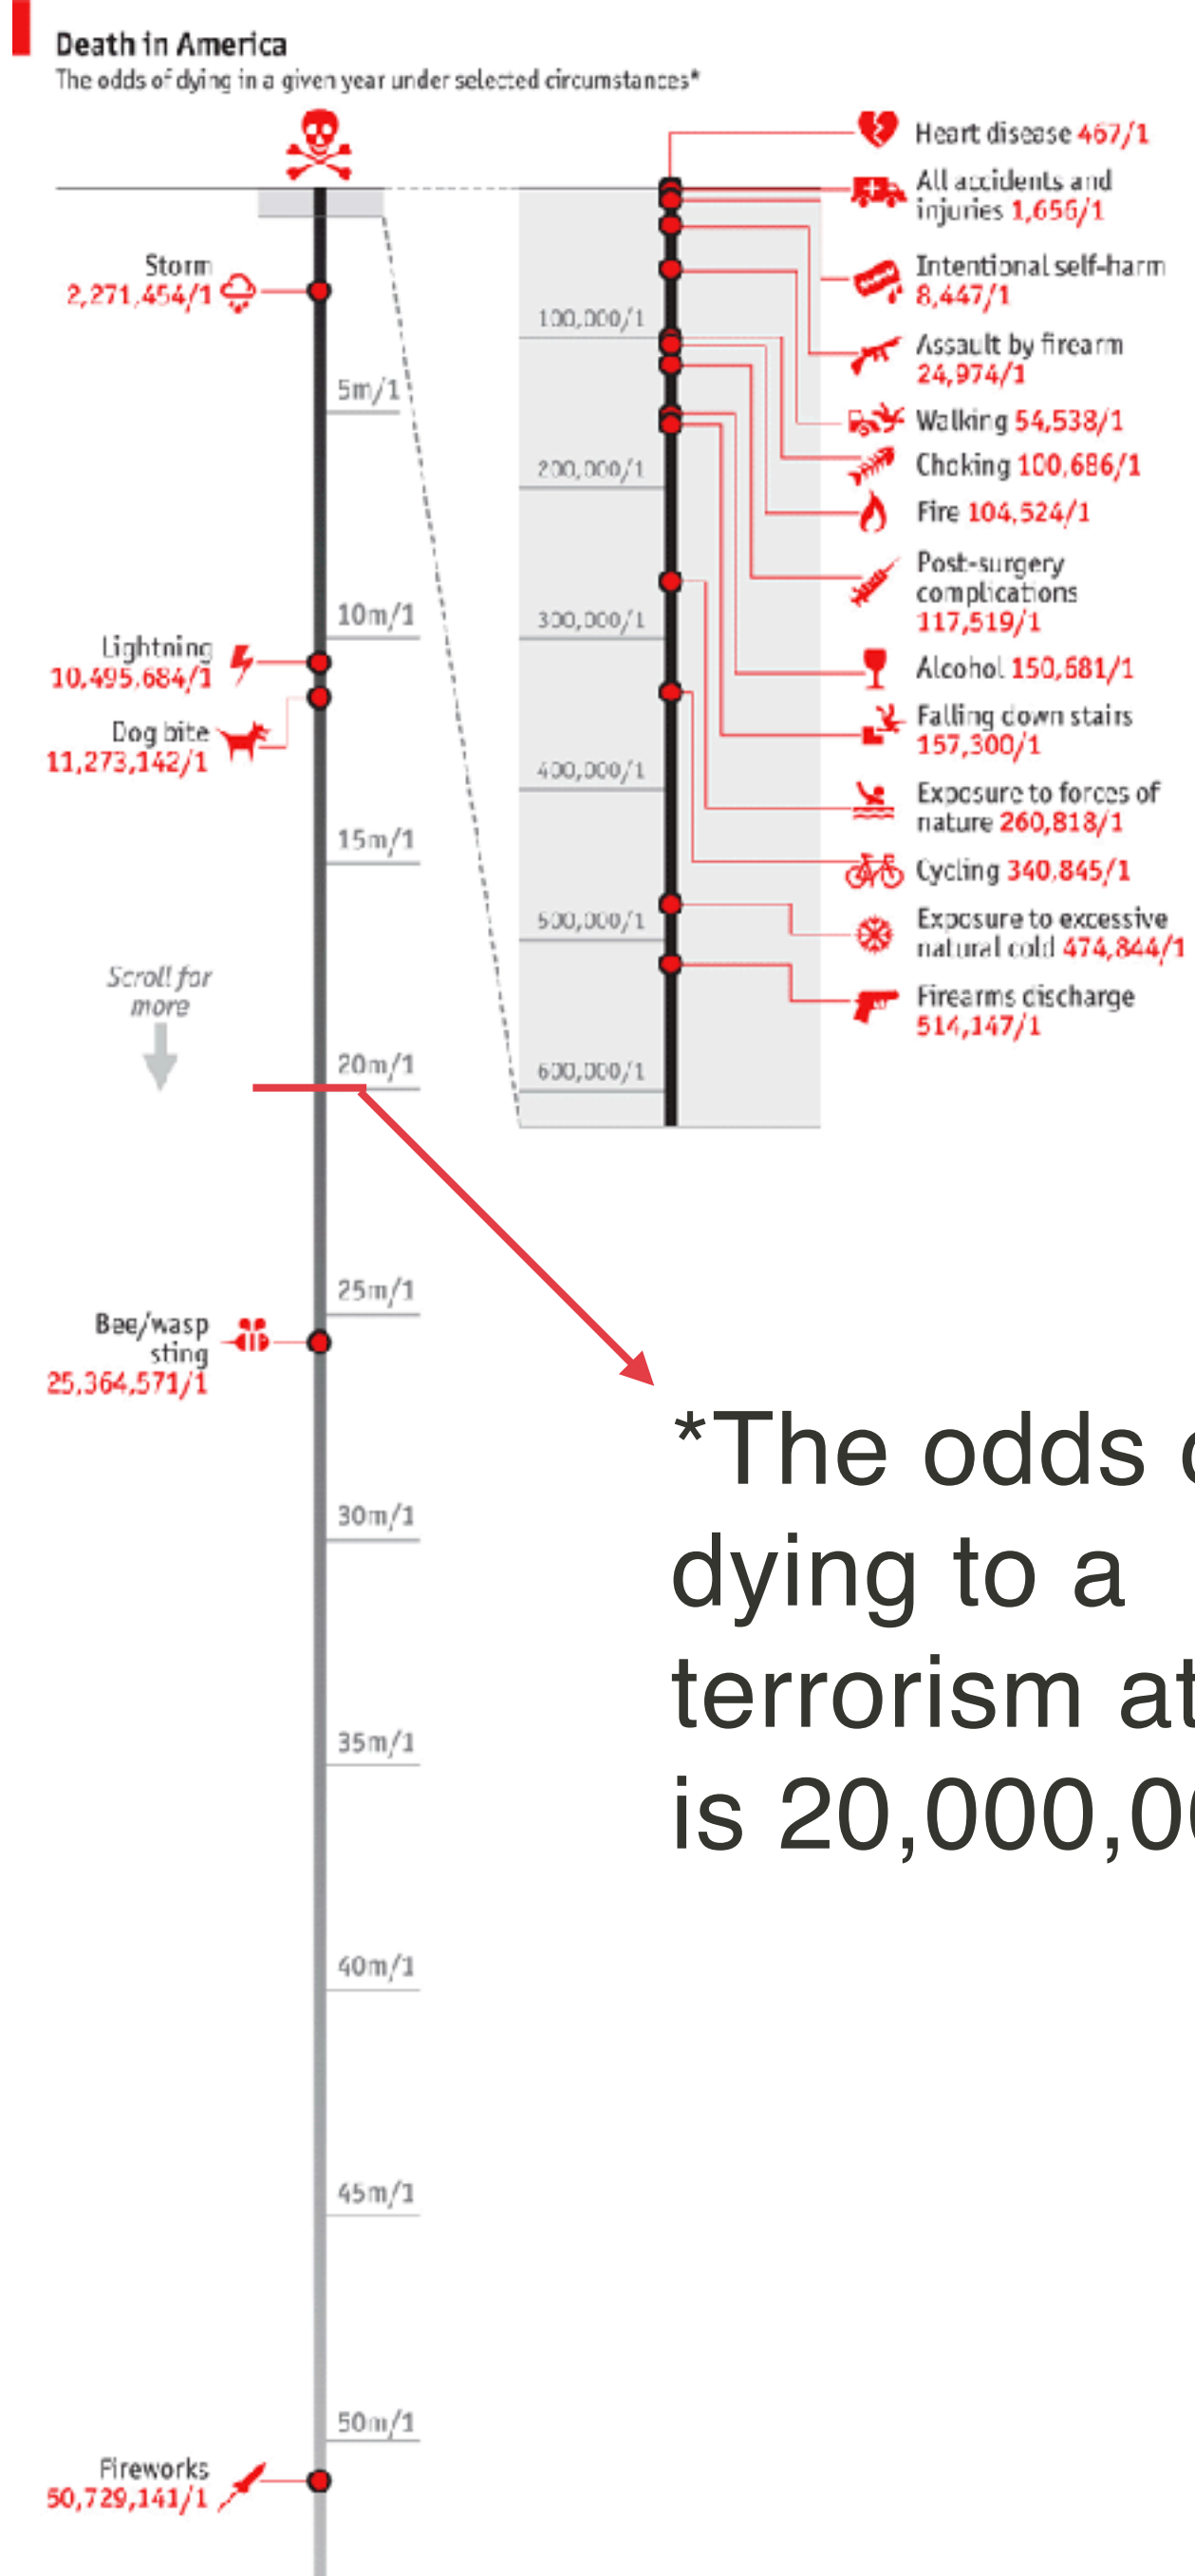 Death in America
The odds of dying in a given year under selected circumstances*
Storm
2,271,454/1
5m/1
10m/1
Lightning
10,495,684/1
Dog bite
11,273,142/1
15m/1
Scroll for
more
20m/1
25m/1
Bee/wasp
sting
25,364,571/1
30m/1
35m/1
40m/1
45m/1
50m/1
Fireworks
50,729,141/1
100,000/1
200,000/1
300,000/1
400,000/1
500,000/1
600,000/1
Heart disease 467/1
All accidents and
injuries 1,656/1
Intentional self-harm
8,447/1
Assault by firearm
24,974/1
Walking 54,538/1
Choking 100,686/1
Fire 104,524/1
Post-surgery
complications
117,519/1
Alcohol 150,681/1
Falling down stairs
157,300/1
Exposure to forces of
nature 260,818/1
Cycling 340,845/1
Exposure to excessive
natural cold 474,844/1
Firearms discharge
514,147/1
*The odds
dying to a
terrorism
is